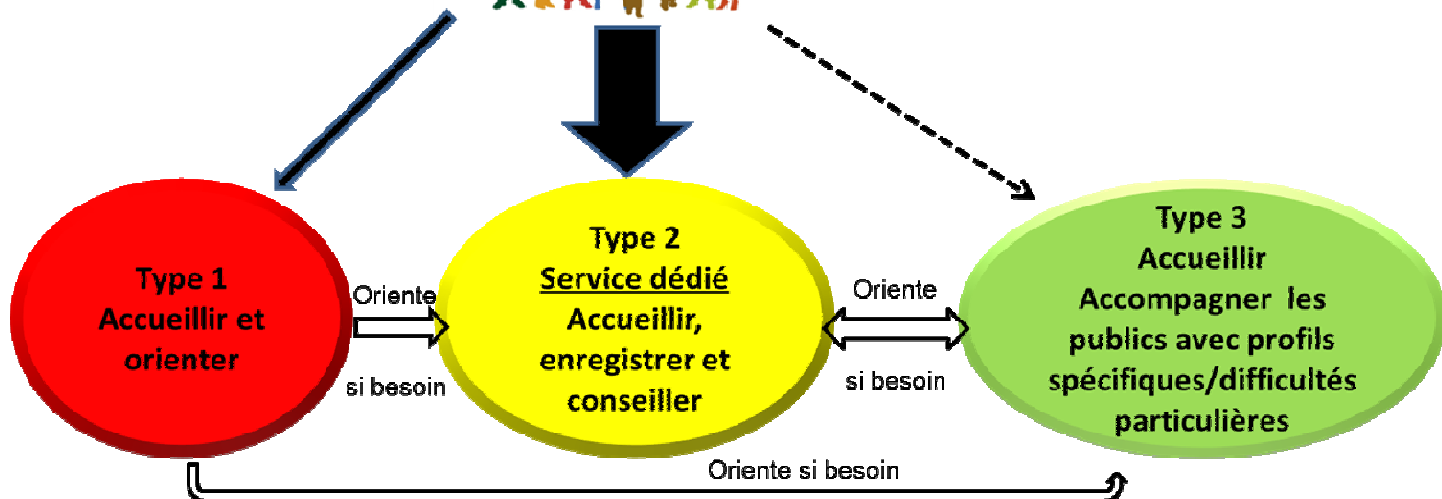 Type 1
Accueillir et
orienter
Oriente
si besoin
Type 2
Service dédié
Accueillir,
enregistrer et
conseiller
Oriente
si besoin
Type 3
Accueillir
Accompagner les
publics avec profils
spécifiques/difficultés
particulières
Oriente si besoin